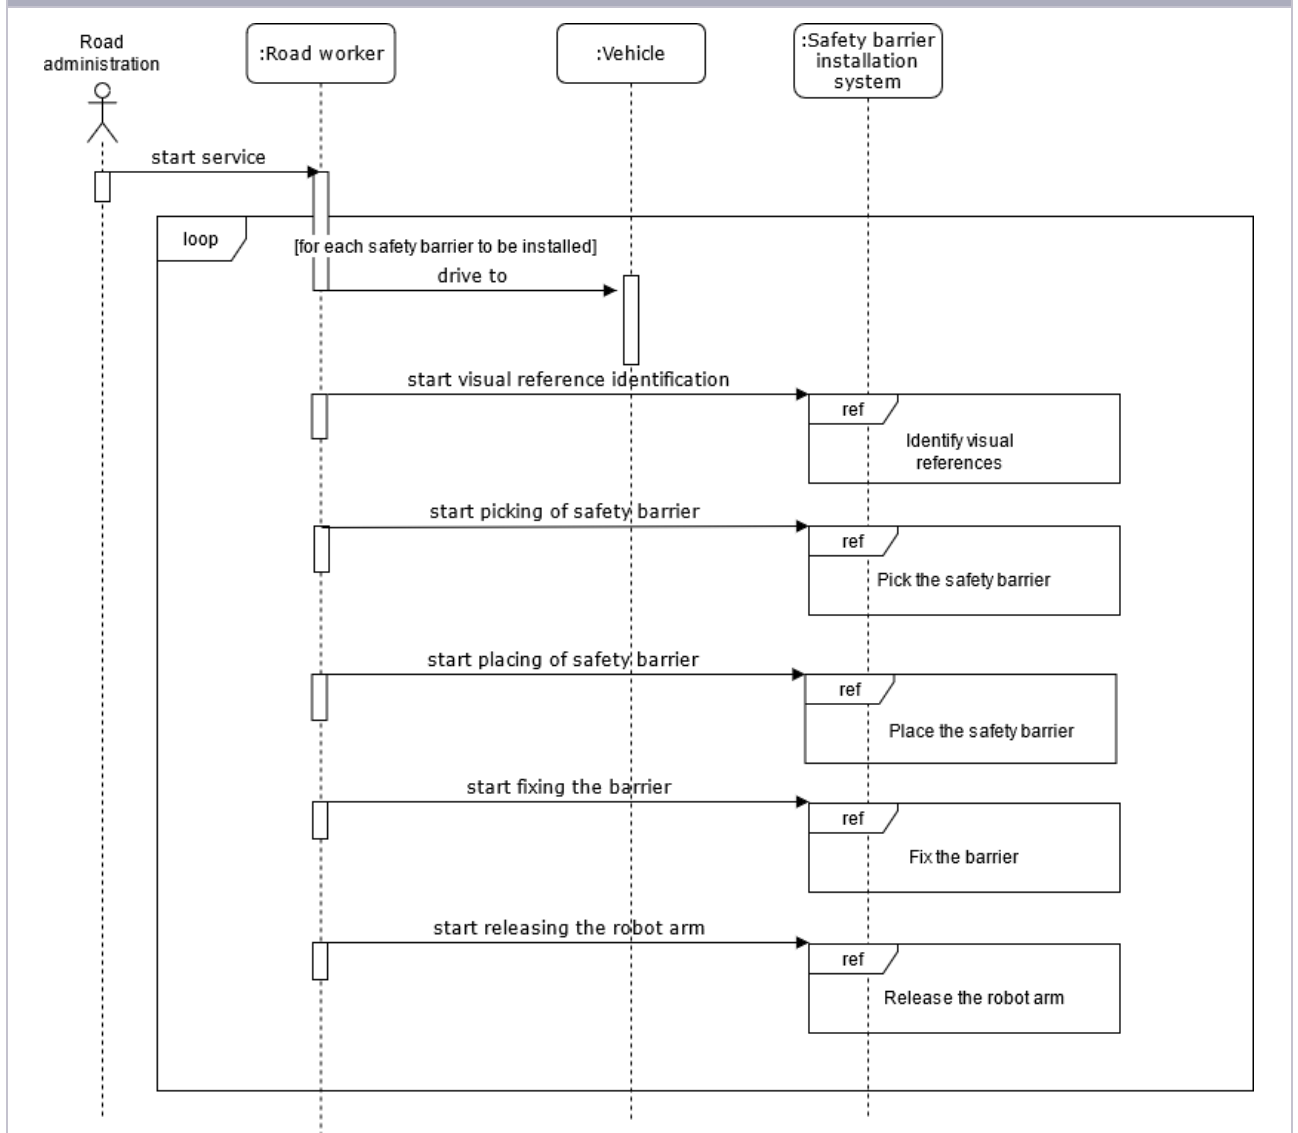 Road
administration
:Road worker
:Vehicle
:Safety barrier
installation
system
start service
loop
[for each safety barrier to be installed]
drive to
start visual reference identification
ref
Identify visual
references
start picking of safety barrier
ref
Pick the safety barrier
start placing of safety barrier
ref
Place the safety barrier
start fixing the barrier
ref
Fix the barrier
start releasing the robot arm
ref
Release the robot arm